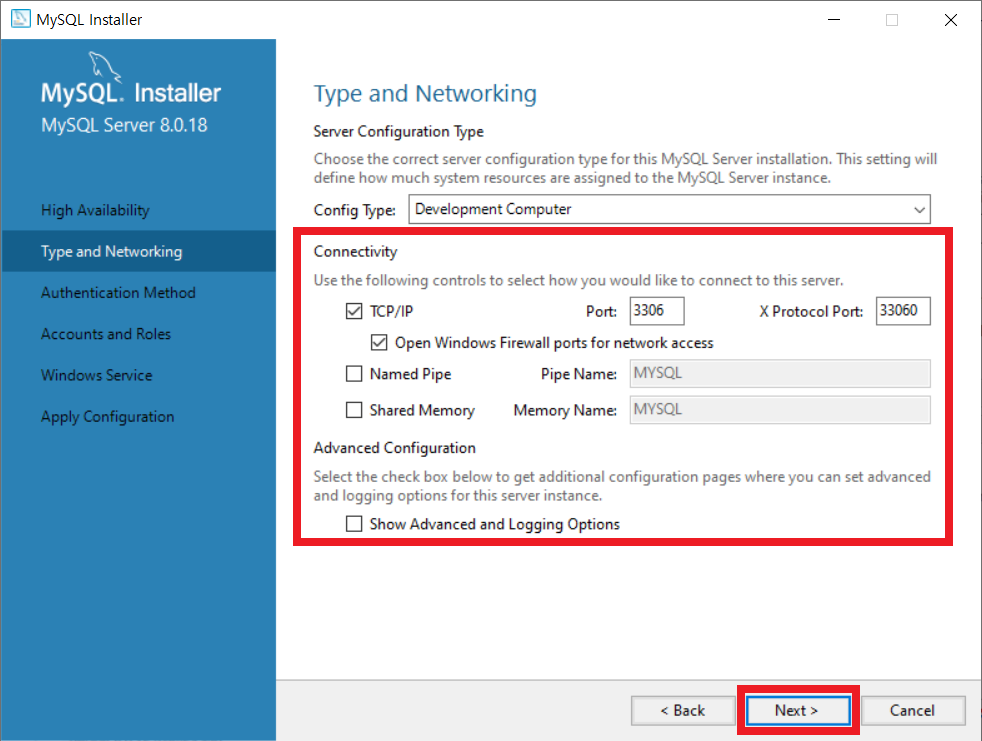 MySQL Installer
MySQL. Installer
MySQL Server 8.0.18
High Availability
Type and Networking
Authentication Method
Accounts and Roles
Windows Service
Apply Configuration
Type and Networking
Server Configuration Type
Choose the correct server configuration type for this MySQL Server installation. This setting will
define how much system resources are assigned to the MySQL Server instance.
Config Type: Development Computer
Connectivity
Use the following controls to select how you would like to connect to this server.
TCP/IP Port: 3306 X Protocol Port: 33060
Open Windows Firewall ports for network access
Named Pipe Pipe Name: MYSQL
Shared Memory Memory Name: MYSQL
Advanced Configuration
Select the check box below to get additional configuration pages where you can set advanced
and logging options for this server instance.
Show Advanced and Logging Options
< Back Next > Cancel